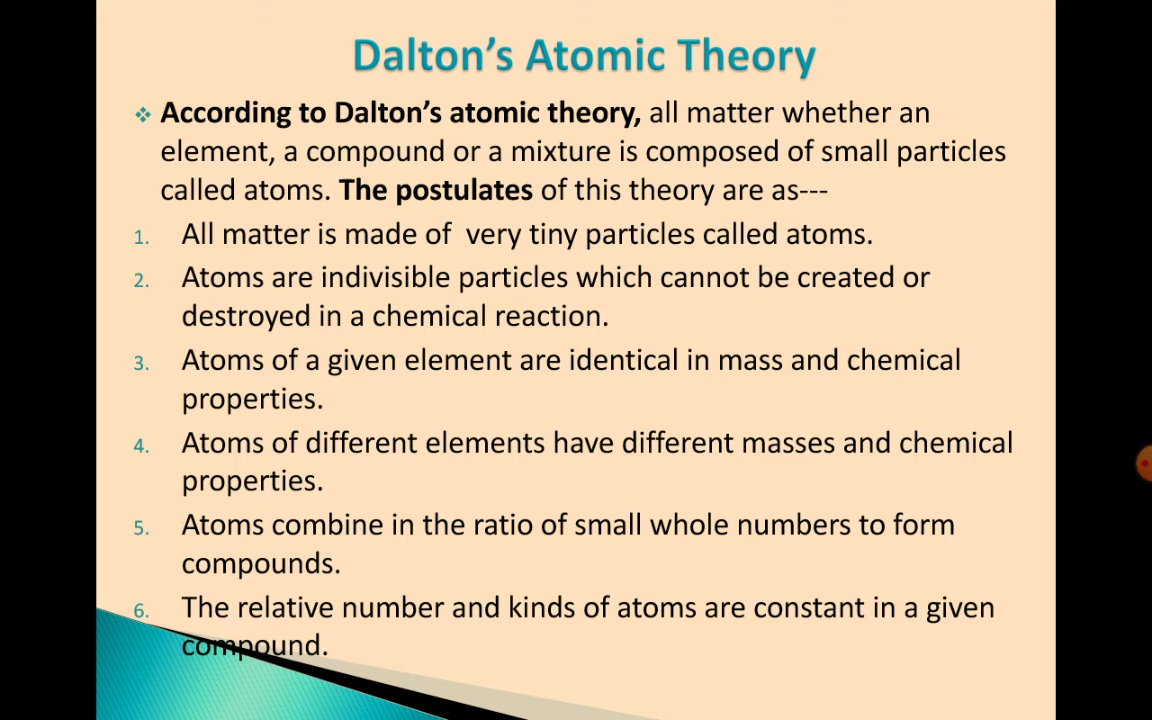 Dalton's Atomic Theory
❖ According to Dalton's atomic theory, all matter whether an
element, a compound or a mixture is composed of small particles
called atoms. The postulates of this theory are as---
1. All matter is made of  very tiny particles called atoms.
2. Atoms are indivisible particles which cannot be created or
destroyed in a chemical reaction.
3. Atoms of a given element are identical in mass and chemical
properties.
4. Atoms of different elements have different masses and chemical
properties.
5. Atoms combine in the ratio of small whole numbers to form
compounds.
6. The relative number and kinds of atoms are constant in a given
compound.